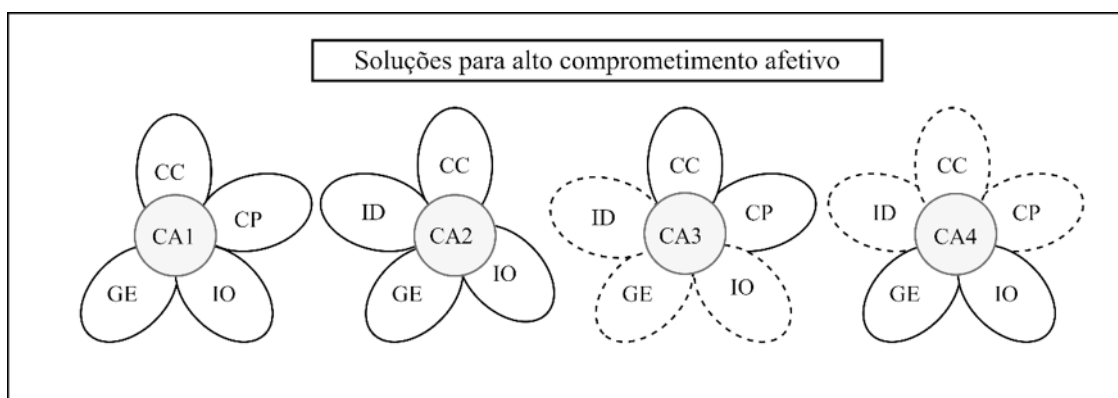 Soluções para alto comprometimento afetivo
CC
CP
CA1
GE
IO
CC
ID
CA2
GE
IO
CC
ID
CP
CA3
GE
IO
CC
ID
CP
CA4
GE
IO